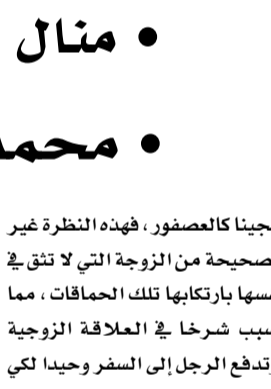 • منال
• محمد
جينا كالعصفور ، فهذه النظرة غير
صحيحة من الزوجة التي لا تثق في
سها بارتكابها تلك الحماقات ، مما
سبب شرخا في العلاقة الزوجية
تدفع الرجل إلى السفر وحيدا لكي